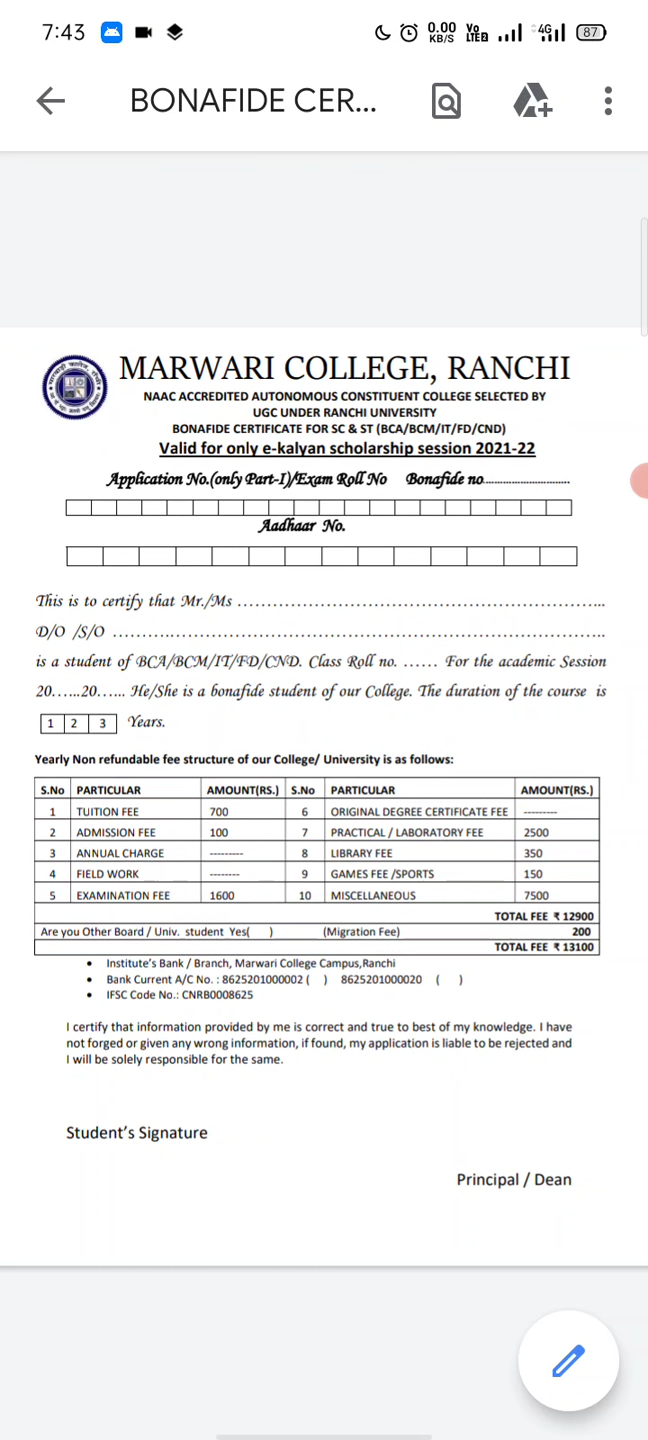 7:43 0.00 KB/S Vo LTE2 4G 87
BONAFIDE CER...
MARWARI COLLEGE, RANCHI
NAAC ACCREDITED AUTONOMOUS CONSTITUENT COLLEGE SELECTED BY
UGC UNDER RANCHI UNIVERSITY
BONAFIDE CERTIFICATE FOR SC & ST (BCA/BCM/IT/FD/CND)
Valid for only e-kalyan scholarship session 2021-22
Application No.(only Part-I)/Exam Roll No Bonafide no..............................
Aadhaar No.
This is to certify that Mr./Ms ………………………………………………………...
D/O /S/O ………..…………………………………………………………………..
is a student of BCA/BCM/IT/FD/CND. Class Roll no. …… For the academic Session
20…...20…... He/She is a bonafide student of our College. The duration of the course is
1 2 3 Years.
Yearly Non refundable fee structure of our College/ University is as follows:
S.No PARTICULAR AMOUNT(RS.) S.No PARTICULAR AMOUNT(RS.)
1 TUITION FEE 700 6 ORIGINAL DEGREE CERTIFICATE FEE ---------
2 ADMISSION FEE 100 7 PRACTICAL / LABORATORY FEE 2500
3 ANNUAL CHARGE --------- 8 LIBRARY FEE 350
4 FIELD WORK -------- 9 GAMES FEE /SPORTS 150
5 EXAMINATION FEE 1600 10 MISCELLANEOUS 7500
TOTAL FEE ₹ 12900
Are you Other Board / Univ. student Yes( ) (Migration Fee) 200
TOTAL FEE ₹ 13100
• Institute's Bank / Branch, Marwari College Campus,Ranchi
• Bank Current A/C No. : 8625201000002 ( ) 8625201000020 ( )
• IFSC Code No.: CNRB0008625
I certify that information provided by me is correct and true to best of my knowledge. I have
not forged or given any wrong information, if found, my application is liable to be rejected and
I will be solely responsible for the same.
Student's Signature
Principal / Dean